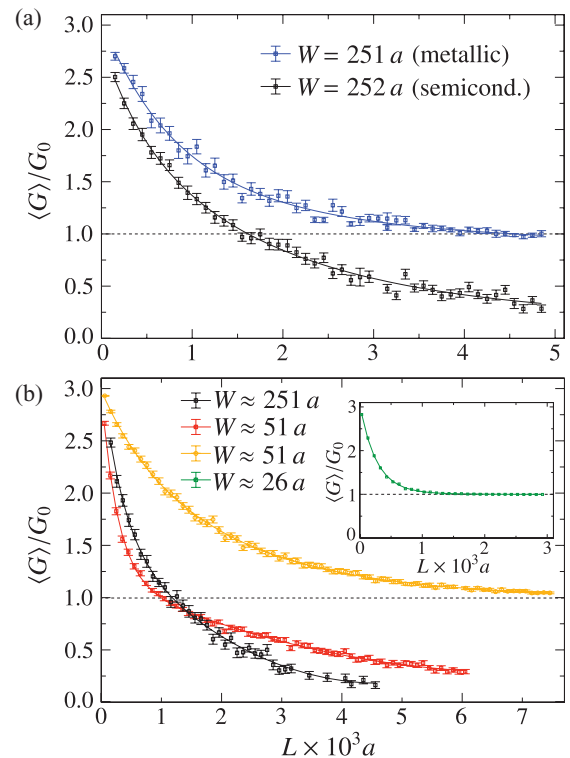 (a)
3.0
2.5
2.0
1.5
1.0
0.5
0.0
⟨G⟩/G₀
W = 251 a (metallic)
W = 252 a (semicond.)
0 1 2 3 4 5
(b)
3.0
2.5
2.0
1.5
1.0
0.5
0.0
⟨G⟩/G₀
W ≈ 251 a
W ≈ 51 a
W ≈ 51 a
W ≈ 26 a
3
2
1
0
⟨G⟩/G₀
0 1 2 3
L × 10³a
0 1 2 3 4 5 6 7
L × 10³a